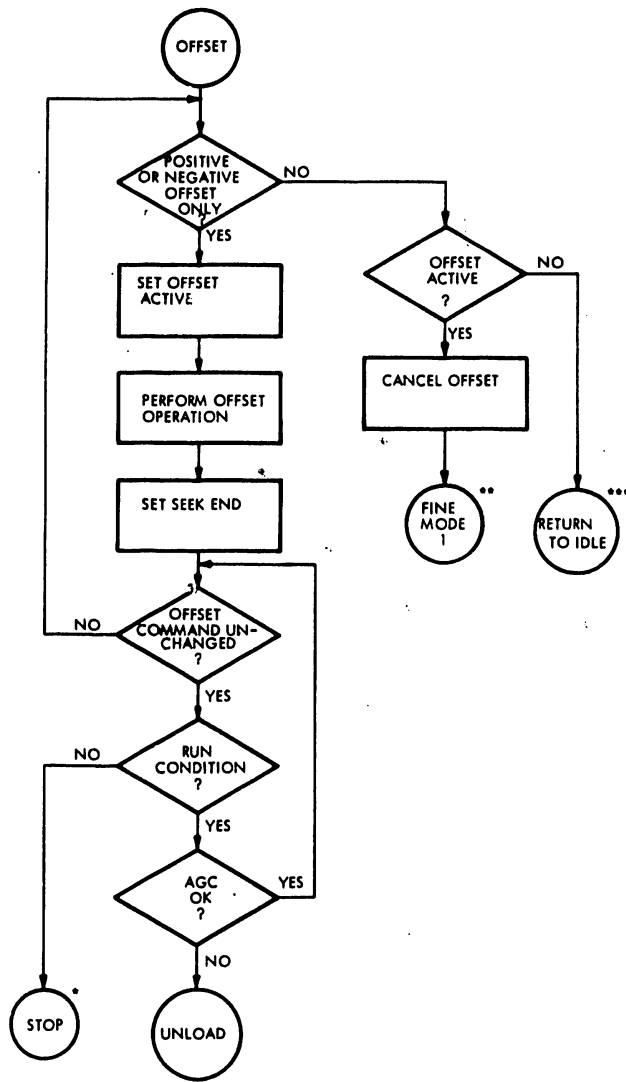 OFFSET
POSITIVE
OR NEGATIVE
OFFSET
ONLY
?
NO
YES
OFFSET
ACTIVE
?
NO
YES
SET OFFSET
ACTIVE
CANCEL OFFSET
PERFORM OFFSET
OPERATION
SET SEEK END
FINE
MODE
1
**
RETURN
TO IDLE
***
OFFSET
COMMAND UN-
CHANGED
?
NO
YES
RUN
CONDITION
?
NO
YES
AGC
OK
?
YES
NO
STOP
*
UNLOAD